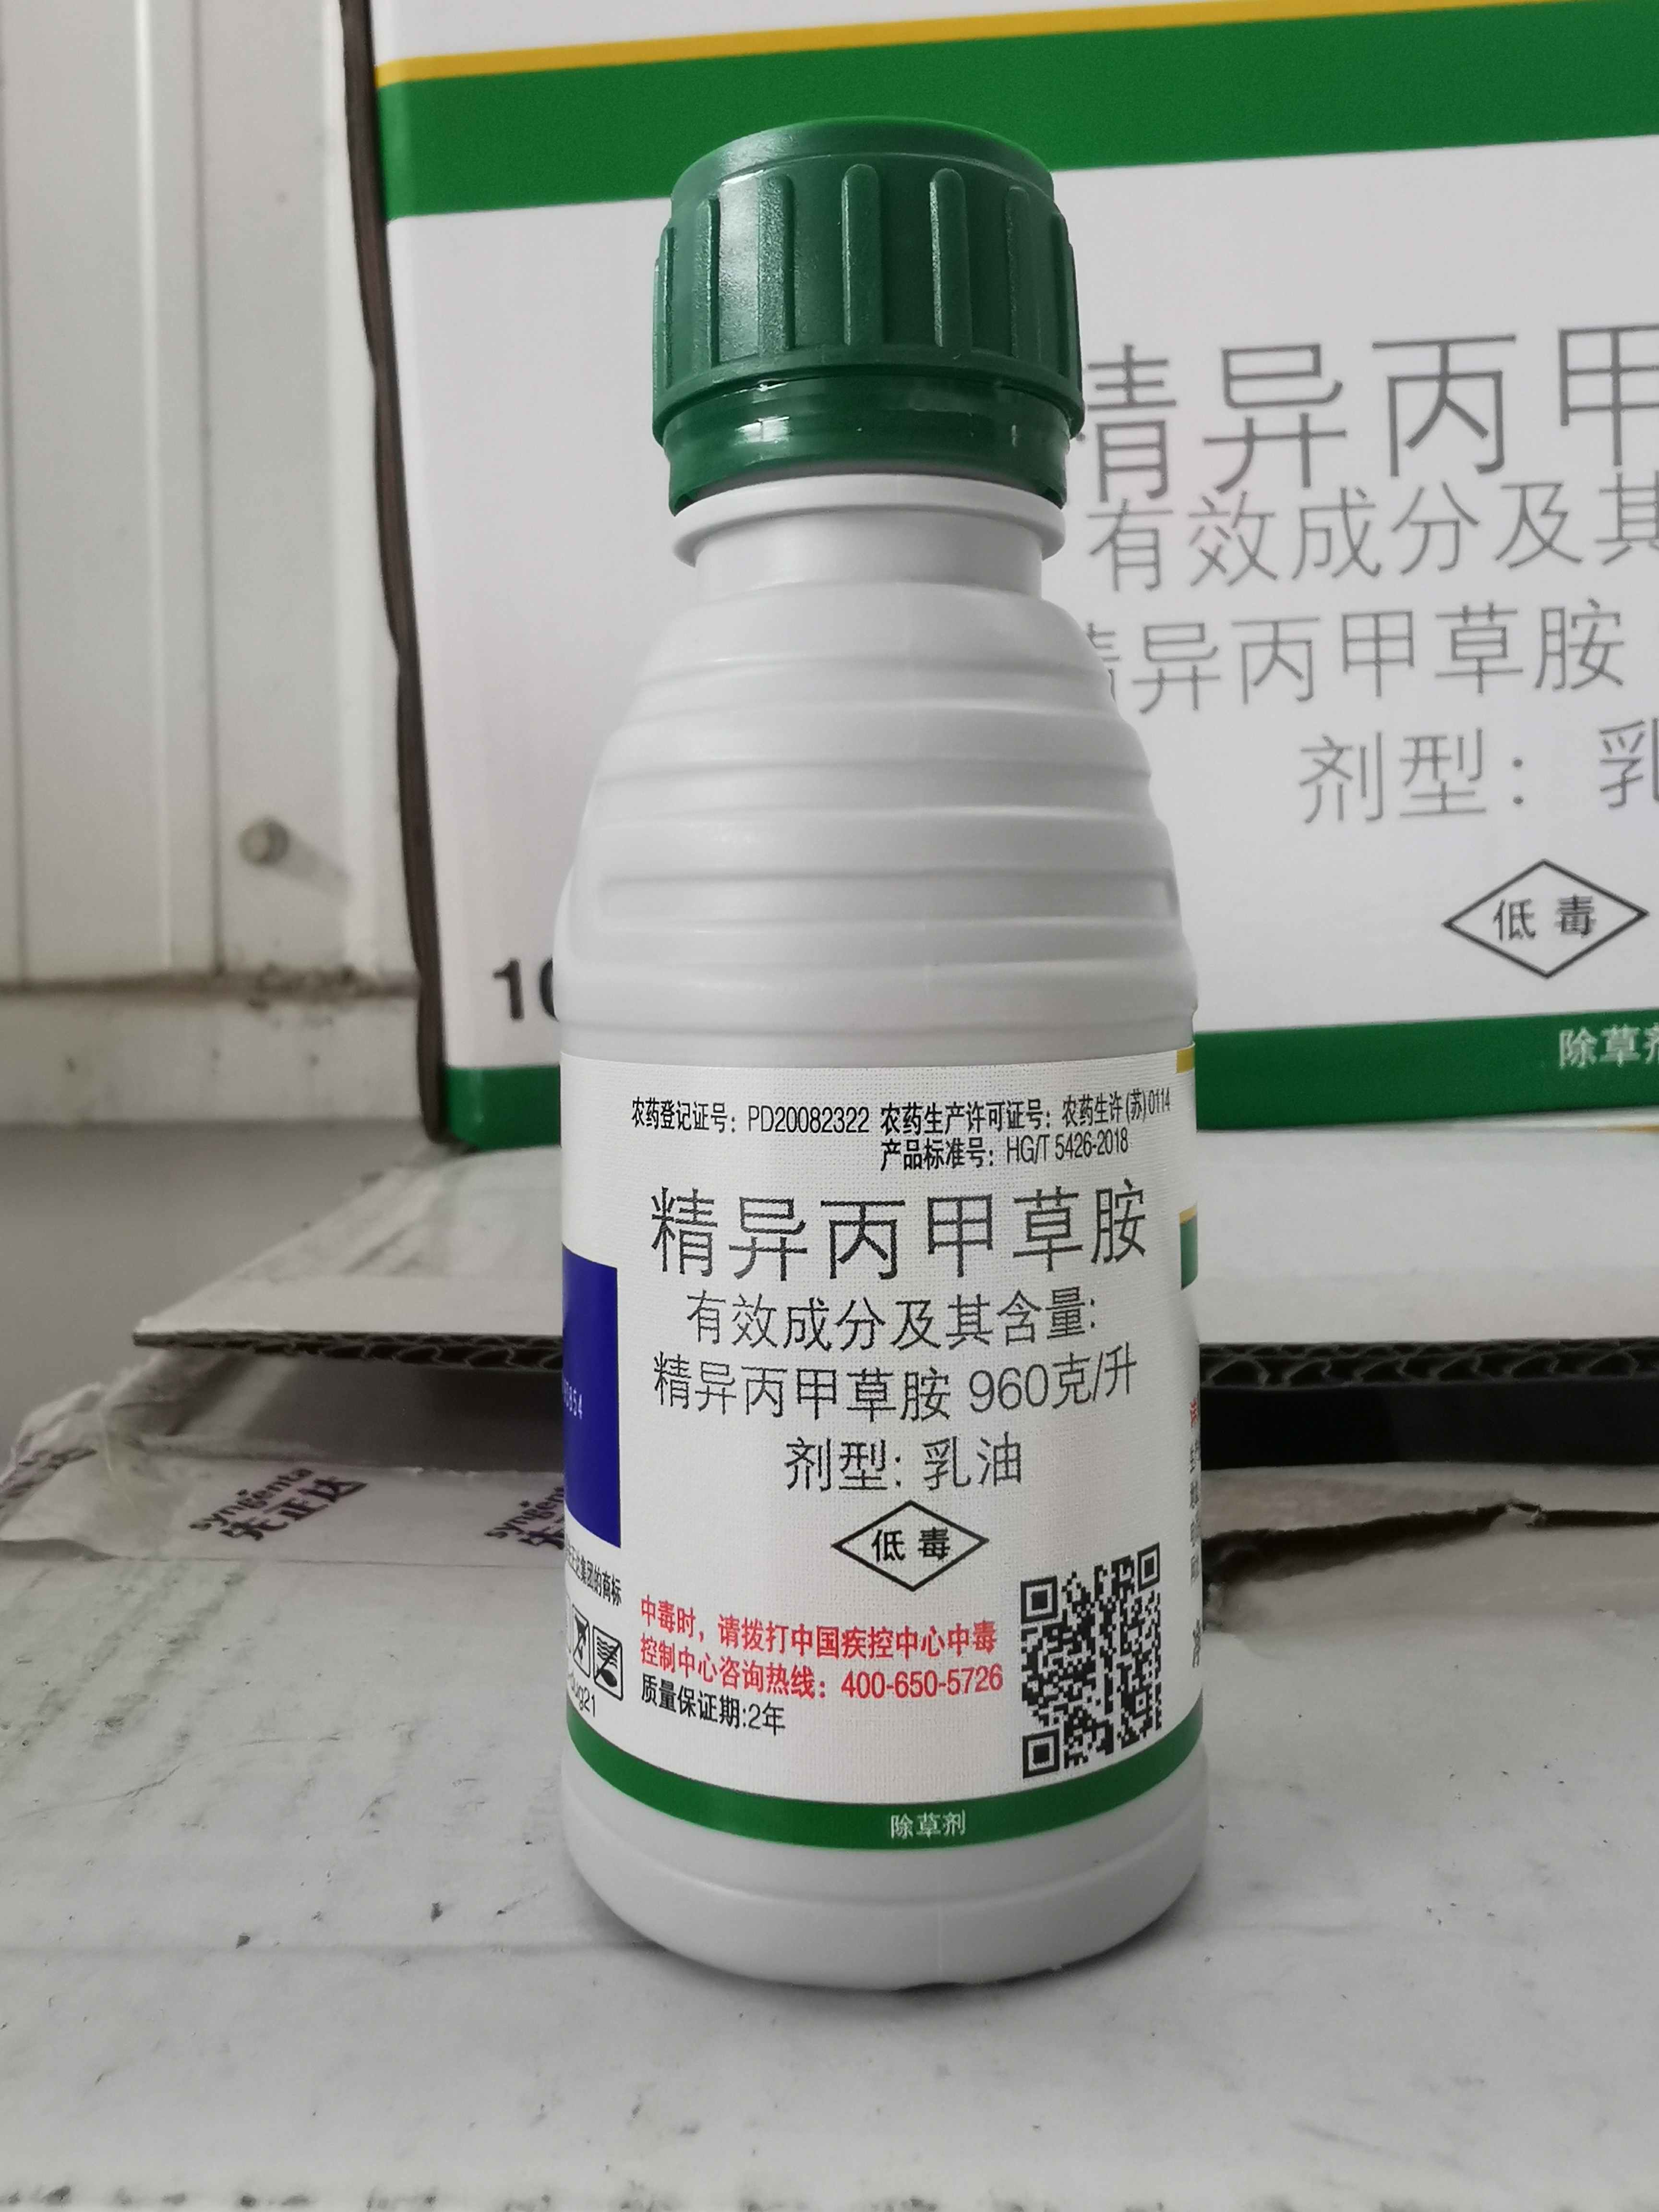 精异丙甲
有效成分及其
精异丙甲草胺
剂型：乳
低毒
除草剂
农药登记证号：PD20082322 农药生产许可证号：农药生许(苏)0114
产品标准号：HG/T 5426-2018
精异丙甲草胺
有效成分及其含量:
精异丙甲草胺 960克/升
剂型: 乳油
低毒
中毒时，请拨打中国疾控中心中毒
控制中心咨询热线：400-650-5726
质量保证期:2年
除草剂
集团的商标
syngenta
先正达